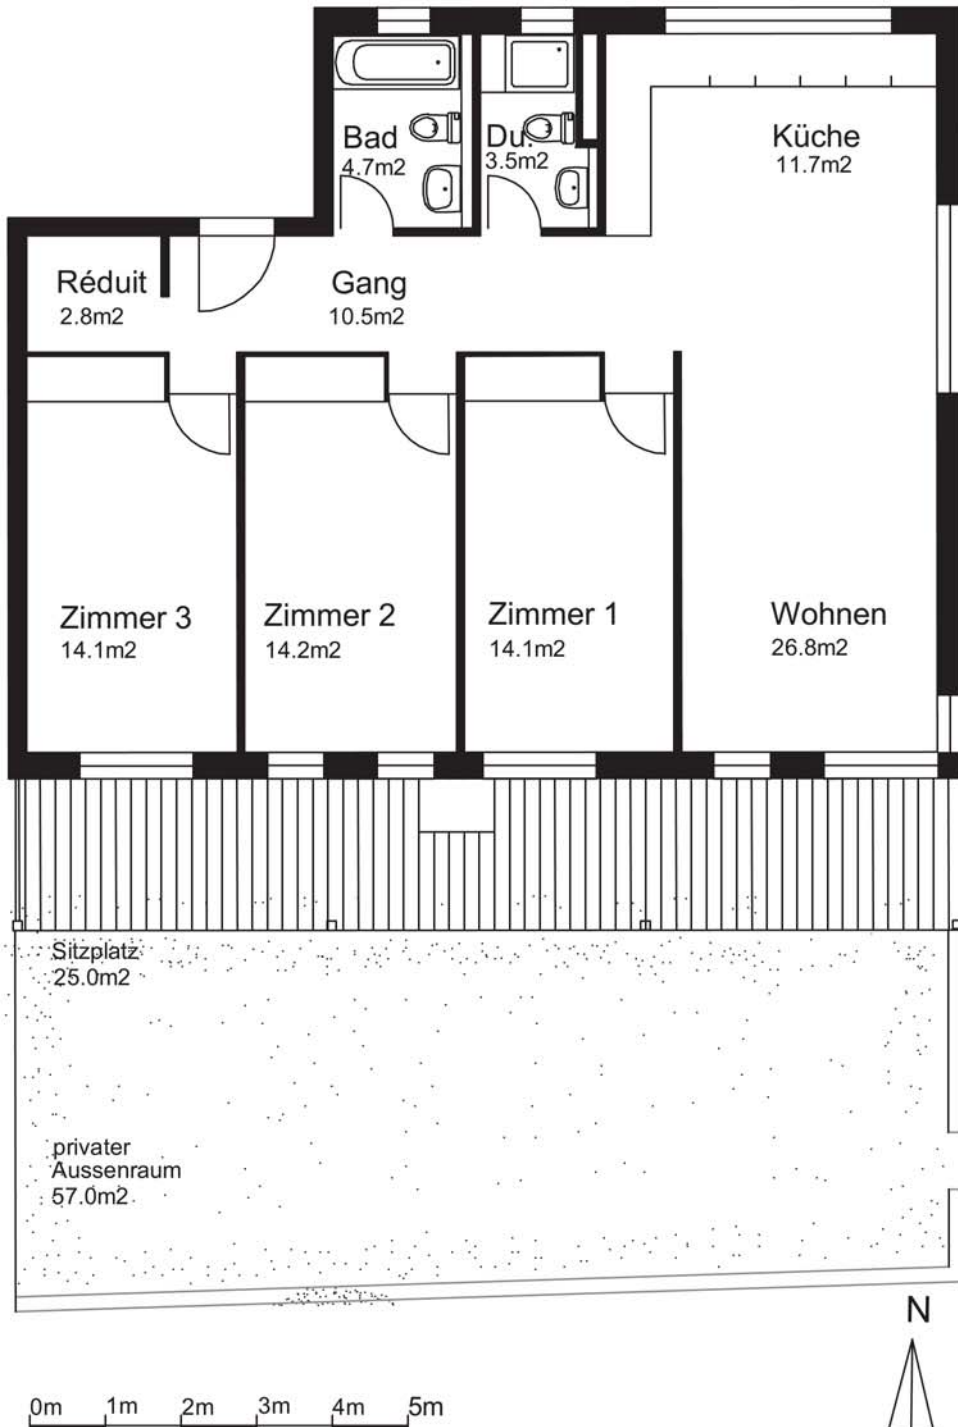 Bad
4.7m2
Du.
3.5m2
Küche
11.7m2
Réduit
2.8m2
Gang
10.5m2
Zimmer 3
14.1m2
Zimmer 2
14.2m2
Zimmer 1
14.1m2
Wohnen
26.8m2
Sitzplatz
25.0m2
privater
Aussenraum
57.0m2
N
0m 1m 2m 3m 4m 5m